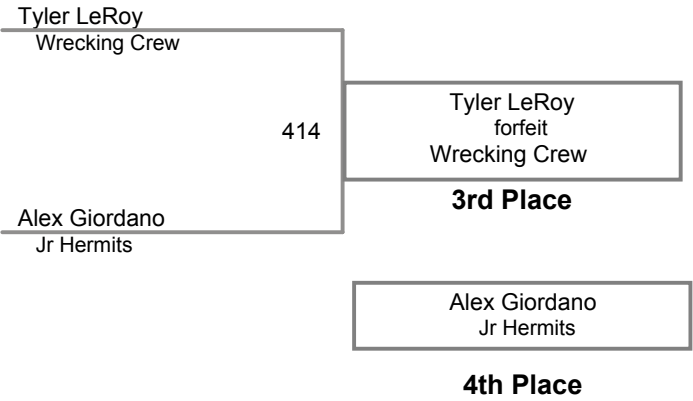 Tyler LeRoy
Wrecking Crew
414
Tyler LeRoy
forfeit
Wrecking Crew
3rd Place
Alex Giordano
Jr Hermits
Alex Giordano
Jr Hermits
4th Place